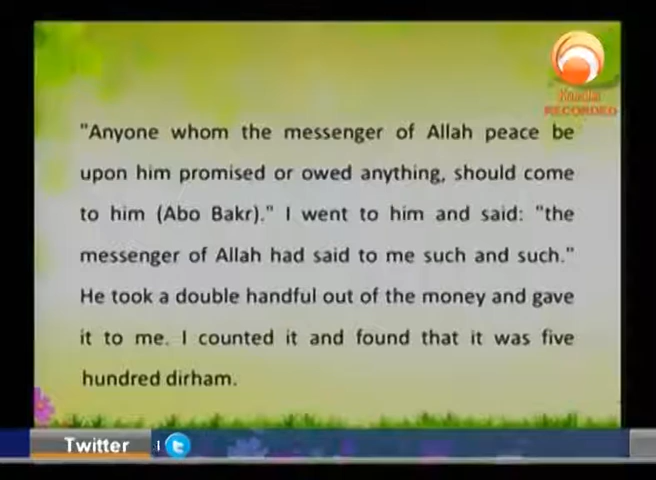 Huda
RECORDED
"Anyone whom the messenger of Allah peace be
upon him promised or owed anything, should come
to him (Abo Bakr)." I went to him and said: "the
messenger of Allah had said to me such and such."
He took a double handful out of the money and gave
it to me. I counted it and found that it was five
hundred dirham.
Twitter